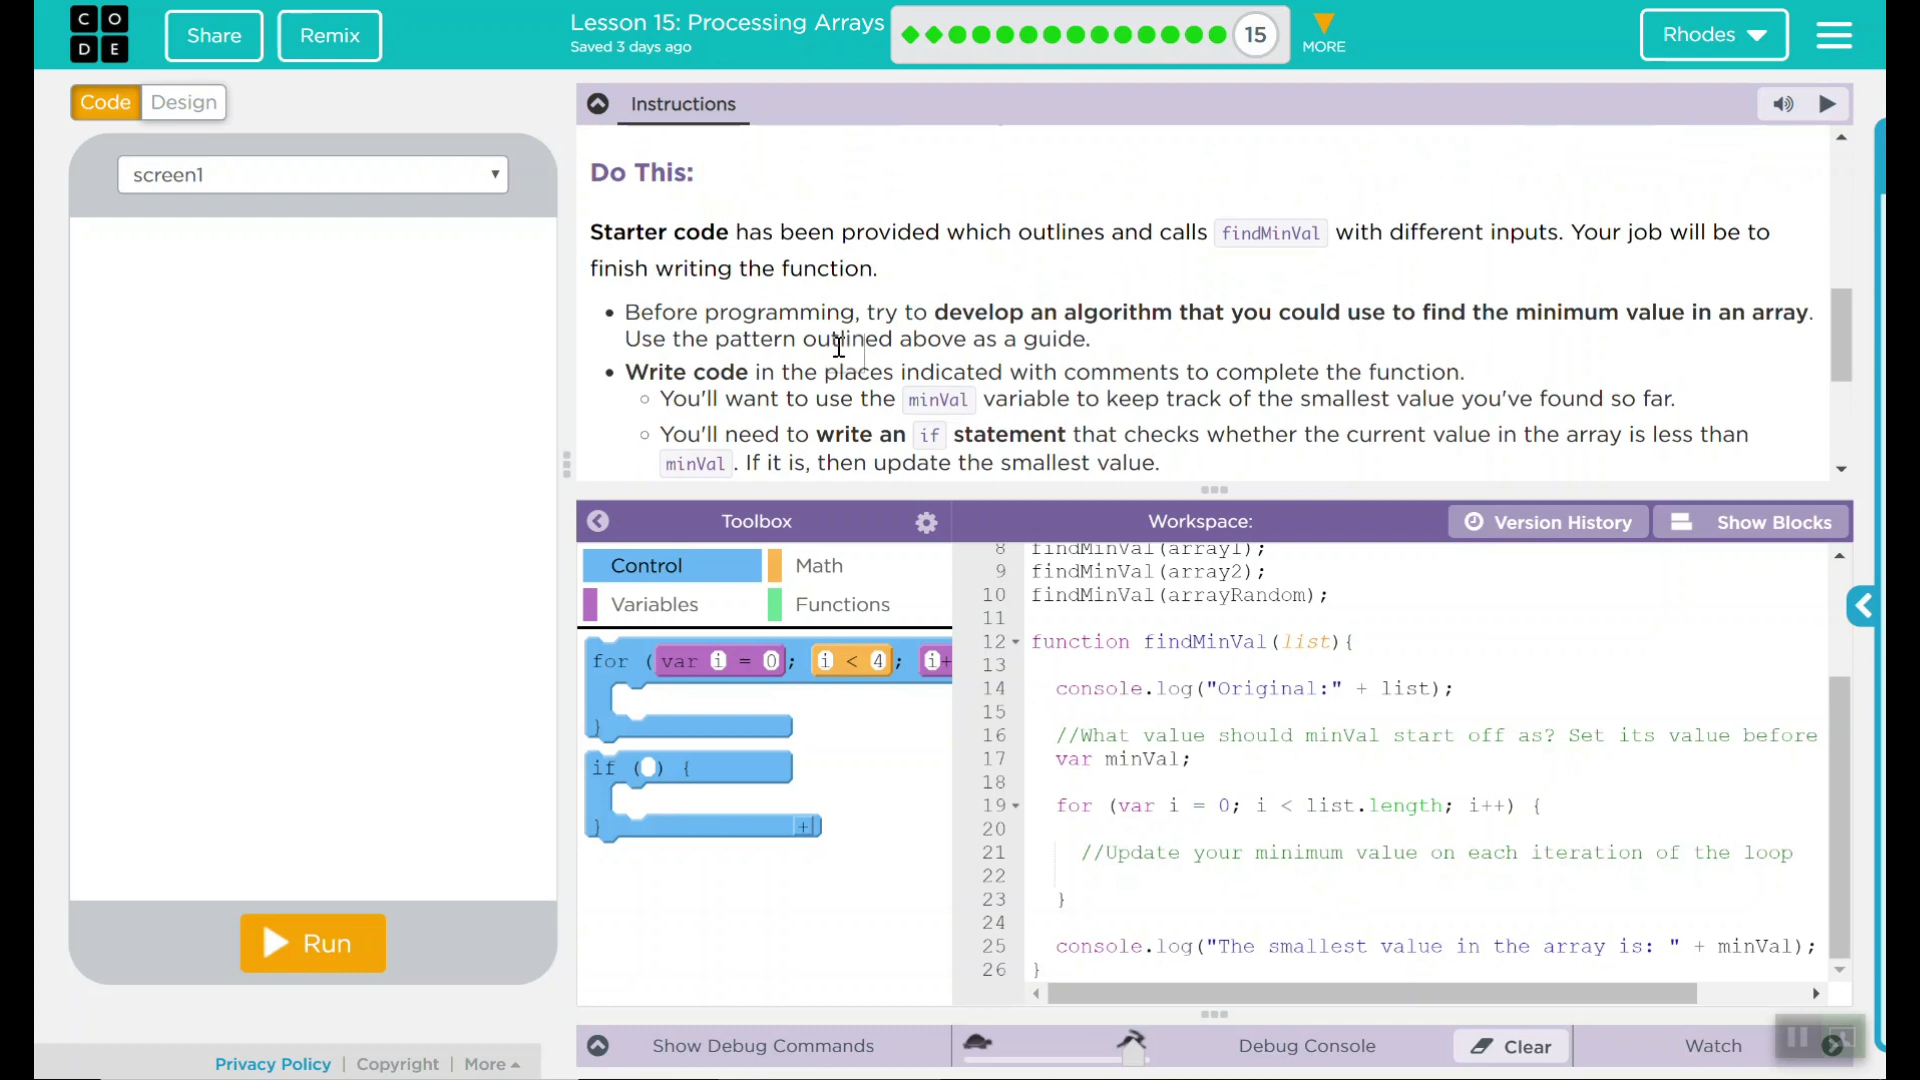 C O
D E
Share
Remix
Lesson 15: Processing Arrays
Saved 3 days ago
15
MORE
Rhodes
Code
Design
Instructions
screen1
Do This:
Starter code has been provided which outlines and calls findMinVal with different inputs. Your job will be to
finish writing the function.
Before programming, try to develop an algorithm that you could use to find the minimum value in an array.
Use the pattern outlined above as a guide.
Write code in the places indicated with comments to complete the function.
You'll want to use the minVal variable to keep track of the smallest value you've found so far.
You'll need to write an if statement that checks whether the current value in the array is less than
minVal. If it is, then update the smallest value.
Toolbox
Workspace:
Version History
Show Blocks
Control
Math
Variables
Functions
for (var i = 0; i < 4; i+
}
if () {
} +
8 findMinVal(array1);
9 findMinVal(array2);
10 findMinVal(arrayRandom);
11
12 function findMinVal(list){
13
14 console.log("Original:" + list);
15
16 //What value should minVal start off as? Set its value before
17 var minVal;
18
19 for (var i = 0; i < list.length; i++) {
20
21 //Update your minimum value on each iteration of the loop
22
23 }
24
25 console.log("The smallest value in the array is: " + minVal);
26 }
Run
Show Debug Commands
Debug Console
Clear
Watch
Privacy Policy | Copyright | More